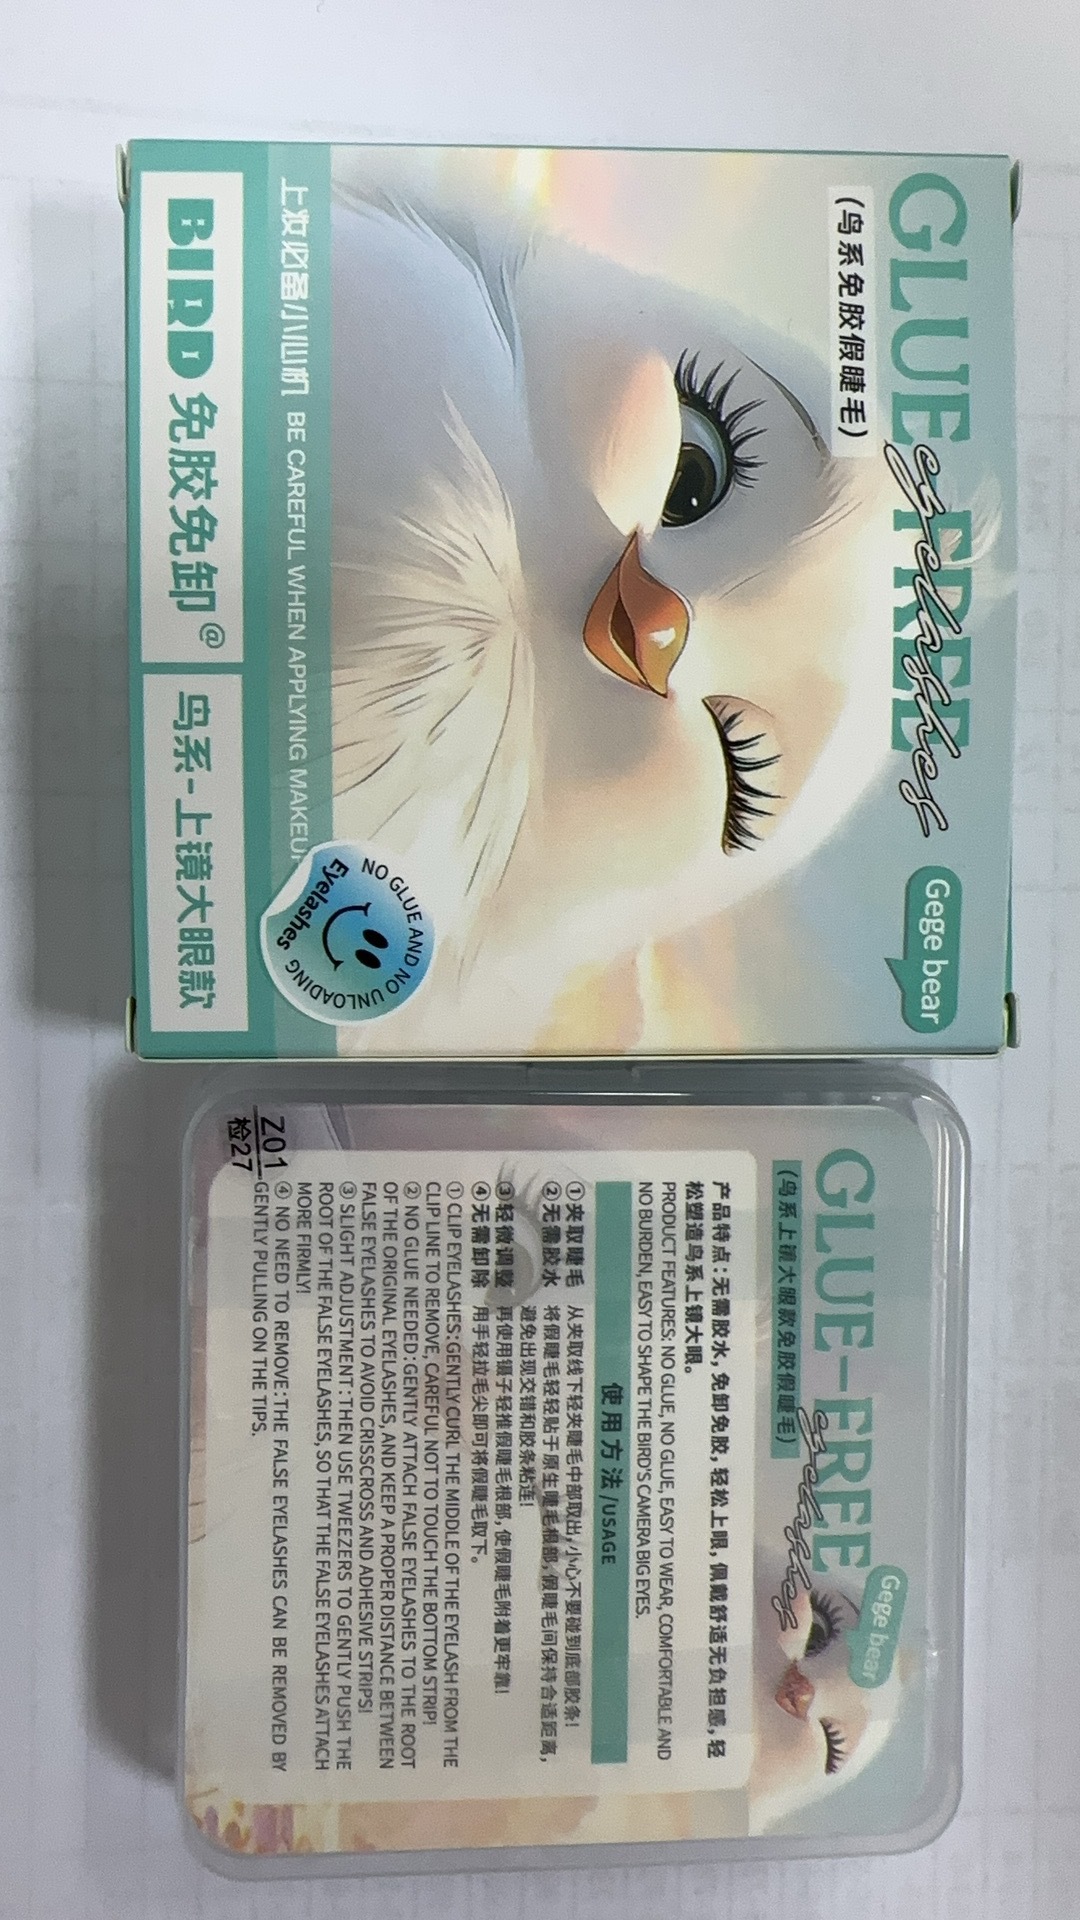 GLUE-FREE
eyelashes
Gege bear
(鸟系免胶假睫毛)
上妆必备小心机 BE CAREFUL WHEN APPLYING MAKEUP
NO GLUE AND NO UNLOADING
Eyelashes
BIRD 免胶免卸@
鸟系-上镜大眼款
GLUE-FREE
eyelashes
Gege bear
(鸟系上镜大眼款免胶假睫毛)
产品特点:无需胶水,免卸免胶,轻松上眼,佩戴舒适无负担感,轻
松塑造鸟系上镜大眼。
PRODUCT FEATURES: NO GLUE, NO GLUE, EASY TO WEAR, COMFORTABLE AND
NO BURDEN, EASY TO SHAPE THE BIRD'S CAMERA BIG EYES.
使用方法/USAGE
①夹取睫毛 从夹取线下轻夹睫毛中部取出,小心不要碰到底部胶条!
②无需胶水 将假睫毛轻轻贴于原生睫毛根部,假睫毛间保持合适距离,
避免出现交错和胶条粘连!
③轻微调整 再使用镊子轻推假睫毛根部,使假睫毛附着更牢靠!
④无需卸除 用手轻拉毛尖即可将假睫毛取下。
① CLIP EYELASHES:GENTLY CURL THE MIDDLE OF THE EYELASH FROM THE
CLIP LINE TO REMOVE, CAREFUL NOT TO TOUCH THE BOTTOM STRIP!
② NO GLUE NEEDED:GENTLY ATTACH FALSE EYELASHES TO THE ROOT
OF THE ORIGINAL EYELASHES, AND KEEP A PROPER DISTANCE BETWEEN
FALSE EYELASHES TO AVOID CRISSCROSS AND ADHESIVE STRIPS!
③ SLIGHT ADJUSTMENT:THEN USE TWEEZERS TO GENTLY PUSH THE
ROOT OF THE FALSE EYELASHES, SO THAT THE FALSE EYELASHES ATTACH
MORE FIRMLY!
④ NO NEED TO REMOVE:THE FALSE EYELASHES CAN BE REMOVED BY
GENTLY PULLING ON THE TIPS.
Z01
检27